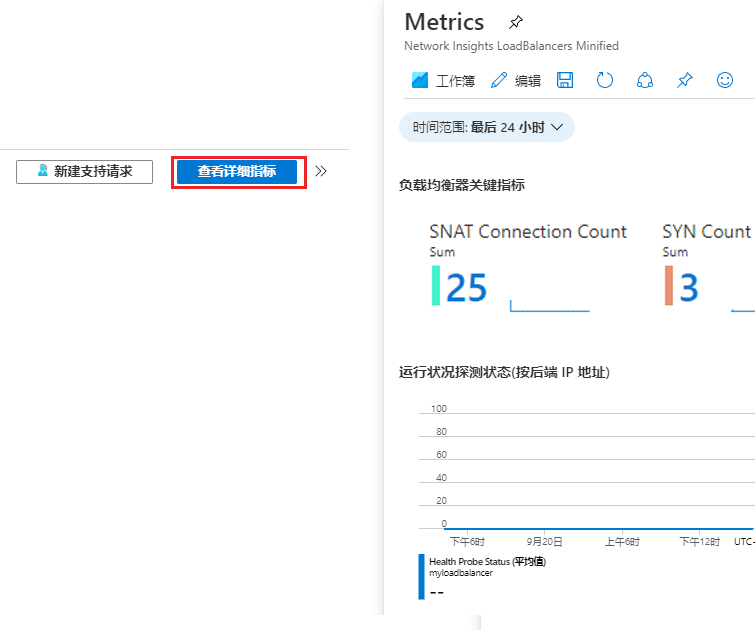 Metrics
Network Insights LoadBalancers Minified
工作簿 编辑
时间范围: 最后 24 小时
新建支持请求 查看详细指标
负载均衡器关键指标
SNAT Connection Count
Sum
25
SYN Count
Sum
3
运行状况探测状态(按后端 IP 地址)
100
80
60
40
20
0
下午6时 9月20日 上午6时 下午12时 UTC-
Health Probe Status (平均值)
myloadbalancer
--